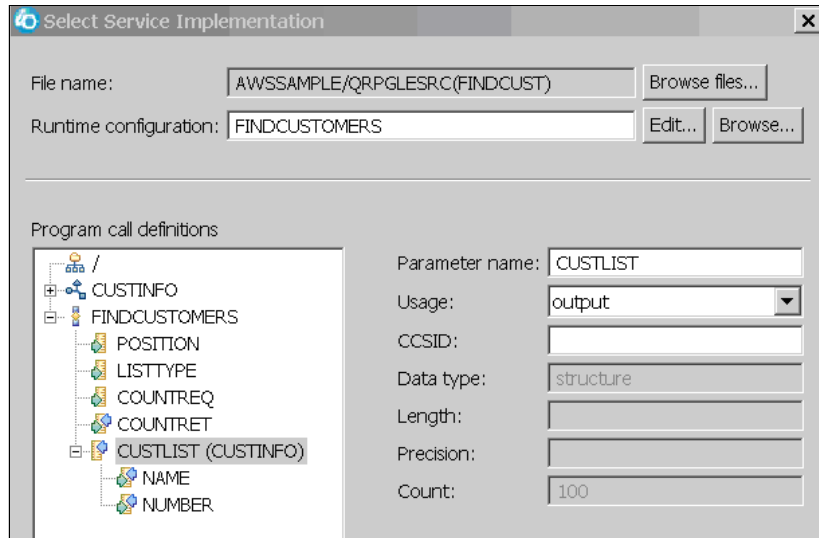 Select Service Implementation
File name: AWSSAMPLE/QRPGLESRC(FINDCUST) Browse files...
Runtime configuration: FINDCUSTOMERS Edit... Browse...
Program call definitions
/
CUSTINFO
FINDCUSTOMERS
POSITION
LISTTYPE
COUNTREQ
COUNTRET
CUSTLIST (CUSTINFO)
NAME
NUMBER
Parameter name: CUSTLIST
Usage: output
CCSID:
Data type: structure
Length:
Precision:
Count: 100